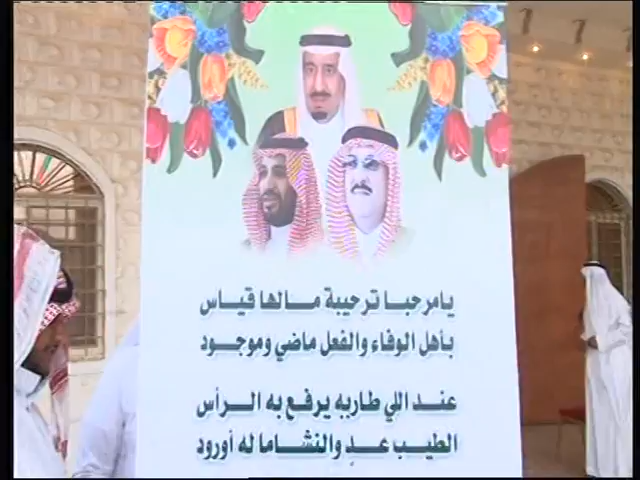 يامرحبا ترحيبة مالها قياس
بأهل الوفاء والفعل ماضي وموجود
عند اللي طاربه يرفع به الرأس
الطيب عدٍ والنشاما له أورود